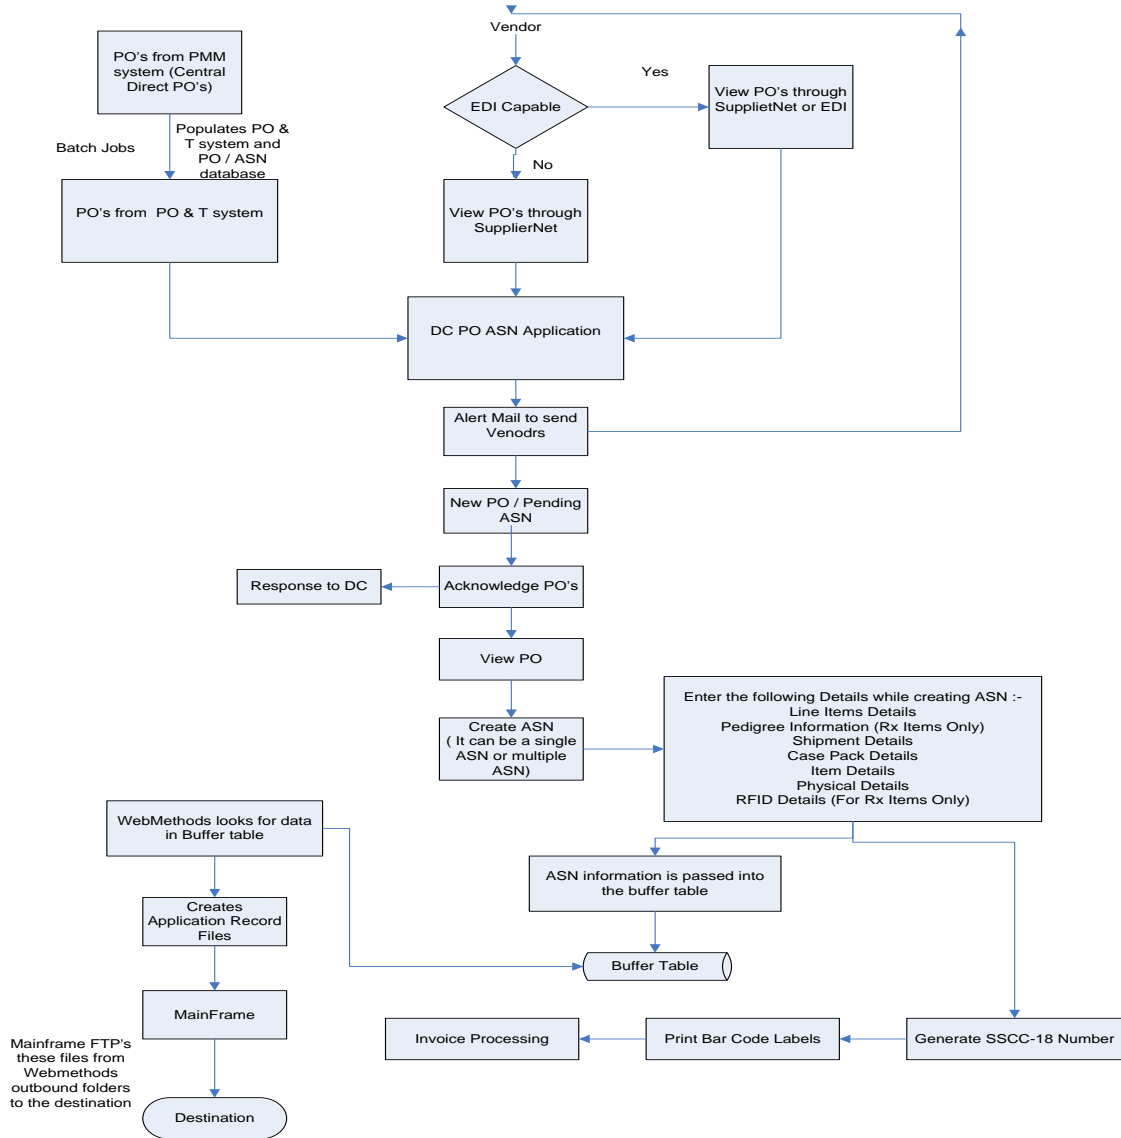 Vendor
PO's from PMM
system (Central
Direct PO's)
EDI Capable
Yes
View PO's through
SupplietNet or EDI
Batch Jobs
Populates PO &
T system and
PO / ASN
database
No
PO's from  PO & T system
View PO's through
SupplierNet
DC PO ASN Application
Alert Mail to send
Venodrs
New PO / Pending
ASN
Response to DC
Acknowledge PO's
View PO
Create ASN
( It can be a single
ASN or multiple
ASN)
Enter the following Details while creating ASN :-
Line Items Details
Pedigree Information (Rx Items Only)
Shipment Details
Case Pack Details
Item Details
Physical Details
RFID Details (For Rx Items Only)
WebMethods looks for data
in Buffer table
ASN information is passed into
the buffer table
Creates
Application Record
Files
Buffer Table
MainFrame
Invoice Processing
Print Bar Code Labels
Generate SSCC-18 Number
Mainframe FTP's
these files from
Webmethods
outbound folders
to the destination
Destination